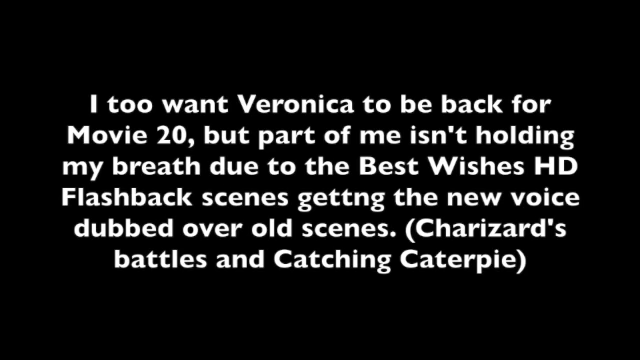 I too want Veronica to be back for
Movie 20, but part of me isn't holding
my breath due to the Best Wishes HD
Flashback scenes gettng the new voice
dubbed over old scenes. (Charizard's
battles and Catching Caterpie)